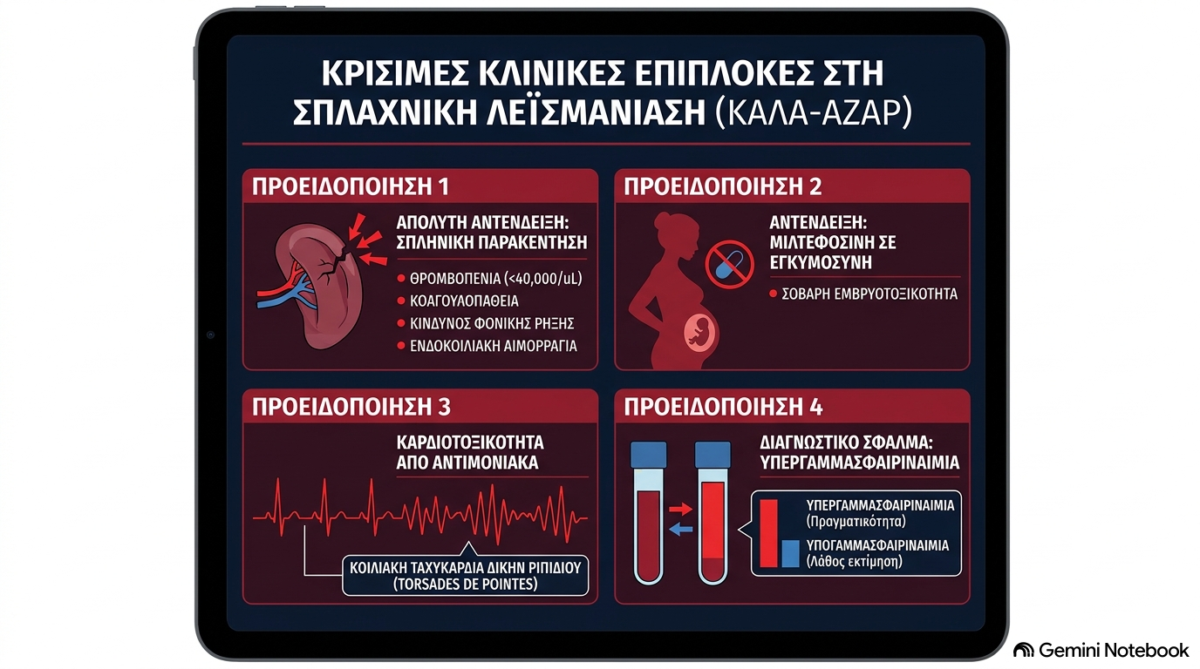 ΚΡΙΣΙΜΕΣ ΚΛΙΝΙΚΕΣ ΕΠΙΠΛΟΚΕΣ ΣΤΗ
ΣΠΛΑΧΝΙΚΗ ΛΕΪΣΜΑΝΙΑΣΗ (ΚΑΛΑ-ΑΖΑΡ)
ΠΡΟΕΙΔΟΠΟΙΗΣΗ 1
ΑΠΟΛΥΤΗ ΑΝΤΕΝΔΕΙΞΗ:
ΣΠΛΗΝΙΚΗ ΠΑΡΑΚΕΝΤΗΣΗ
• ΘΡΟΜΒΟΠΕΝΙΑ (<40,000/uL)
• ΚΟΑΓΟΥΛΟΠΑΘΕΙΑ
• ΚΙΝΔΥΝΟΣ ΦΟΝΙΚΗΣ ΡΗΞΗΣ
• ΕΝΔΟΚΟΙΛΙΑΚΗ ΑΙΜΟΡΡΑΓΙΑ
ΠΡΟΕΙΔΟΠΟΙΗΣΗ 2
ΑΝΤΕΝΔΕΙΞΗ:
ΜΙΛΤΕΦΟΣΙΝΗ ΣΕ
ΕΓΚΥΜΟΣΥΝΗ
• ΣΟΒΑΡΗ ΕΜΒΡΥΟΤΟΞΙΚΟΤΗΤΑ
ΠΡΟΕΙΔΟΠΟΙΗΣΗ 3
ΚΑΡΔΙΟΤΟΞΙΚΟΤΗΤΑ
ΑΠΟ ΑΝΤΙΜΟΝΙΑΚΑ
ΚΟΙΛΙΑΚΗ ΤΑΧΥΚΑΡΔΙΑ ΔΙΚΗΝ ΡΙΠΙΔΙΟΥ
(TORSADES DE POINTES)
ΠΡΟΕΙΔΟΠΟΙΗΣΗ 4
ΔΙΑΓΝΩΣΤΙΚΟ ΣΦΑΛΜΑ:
ΥΠΕΡΓΑΜΜΑΣΦΑΙΡΙΝΑΙΜΙΑ
ΥΠΕΡΓΑΜΜΑΣΦΑΙΡΙΝΑΙΜΙΑ
(Πραγματικότητα)
ΥΠΟΓΑΜΜΑΣΦΑΙΡΙΝΑΙΜΙΑ
(Λάθος εκτίμηση)
Gemini Notebook